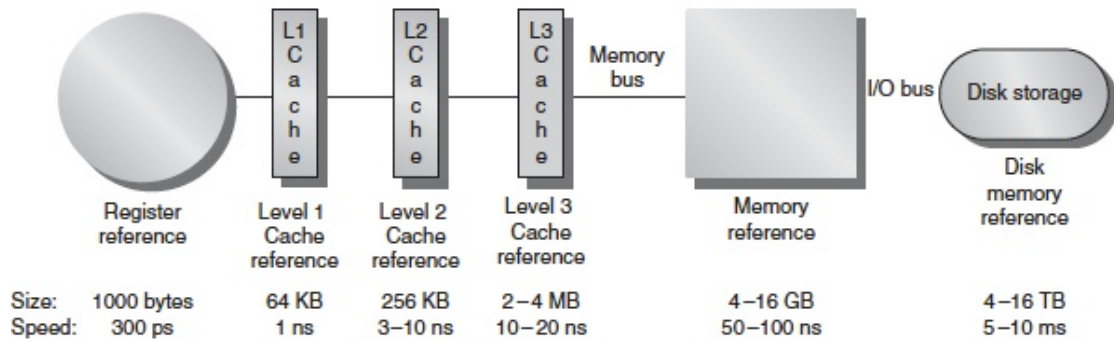 L1
C
a
c
h
e
L2
C
a
c
h
e
L3
C
a
c
h
e
Memory
bus
I/O bus
Disk storage
Register
reference
Level 1
Cache
reference
Level 2
Cache
reference
Level 3
Cache
reference
Memory
reference
Disk
memory
reference
Size: 1000 bytes 64 KB 256 KB 2–4 MB 4–16 GB 4–16 TB
Speed: 300 ps 1 ns 3–10 ns 10–20 ns 50–100 ns 5–10 ms